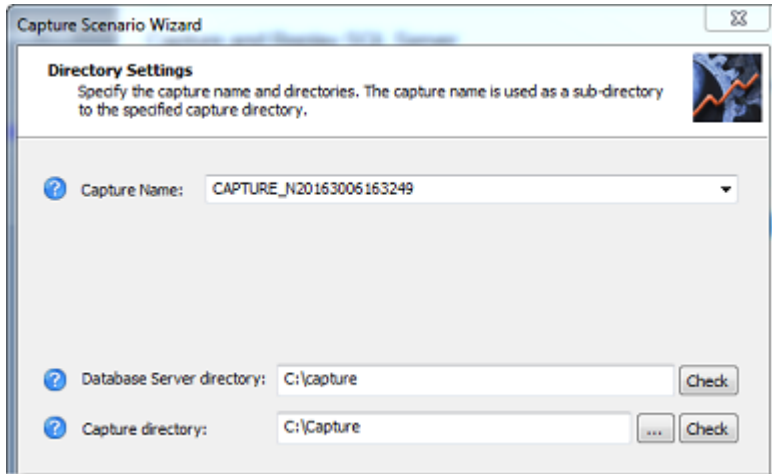 Capture Scenario Wizard
Directory Settings
Specify the capture name and directories. The capture name is used as a sub-directory
to the specified capture directory.
Capture Name: CAPTURE_N20163006163249
Database Server directory: C:\capture Check
Capture directory: C:\Capture ... Check